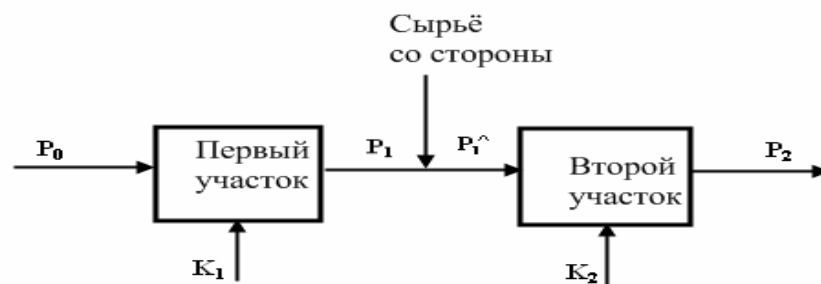 Сырьё
со стороны
P₀
Первый
участок
P₁
P₁^
Второй
участок
P₂
K₁
K₂